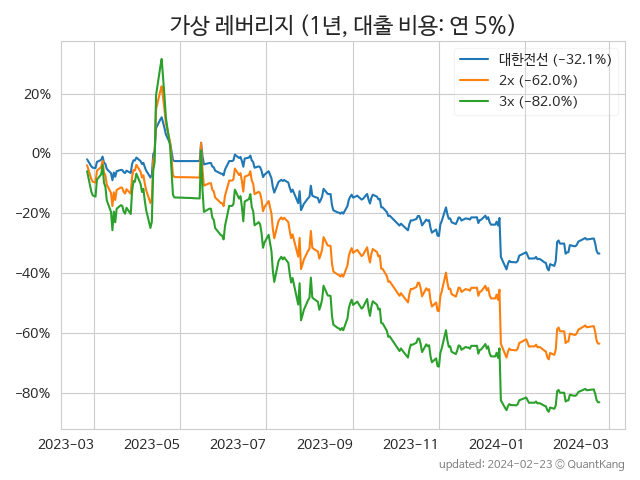 가상 레버리지 (1년, 대출 비용: 연 5%)
대한전선 (-32.1%)
2x (-62.0%)
3x (-82.0%)
20%
0%
−20%
−40%
−60%
−80%
2023-03 2023-05 2023-07 2023-09 2023-11 2024-01 2024-03
updated: 2024-02-23 © QuantKang